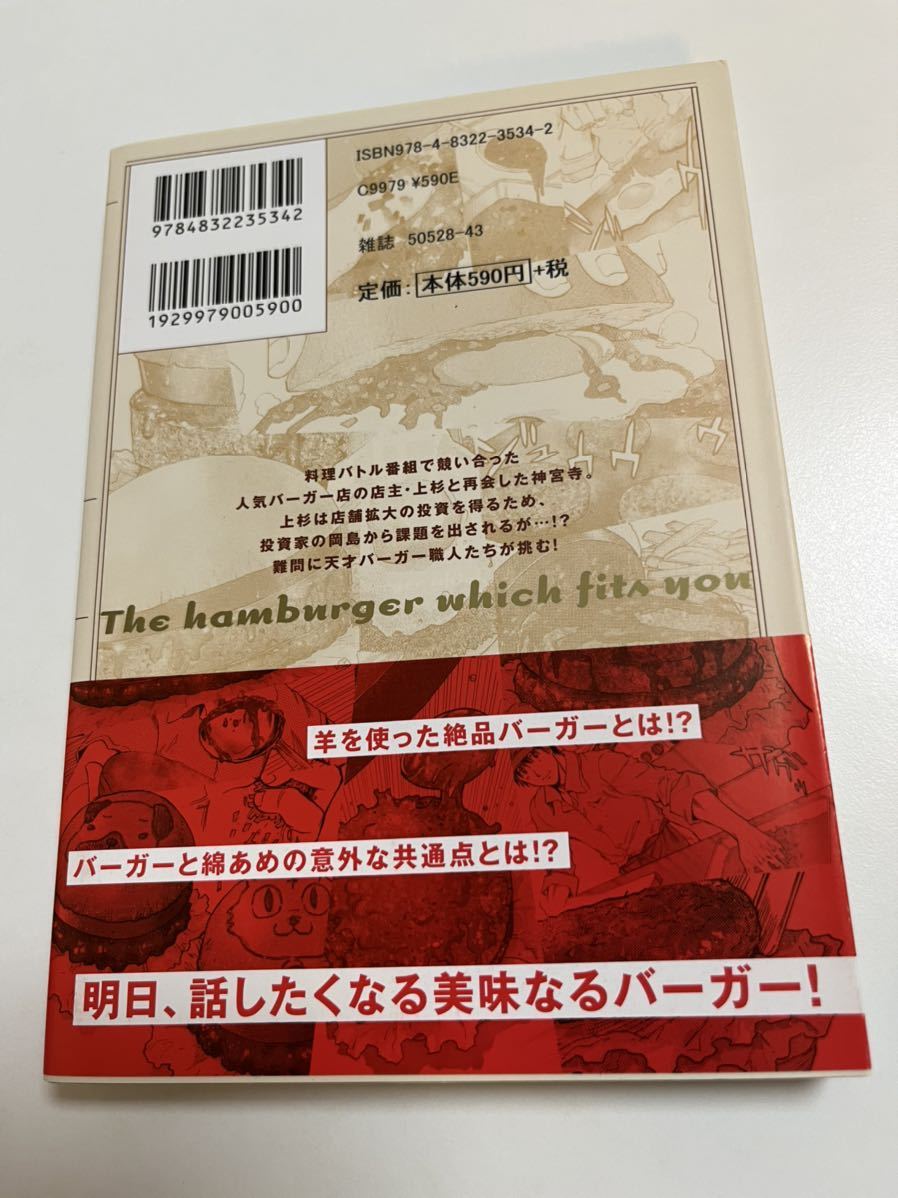 ISBN978-4-8322-3534-2
C9979 ¥590E
雑誌 50528-43
定価：本体590円+税
9784832235342
1929979005900
料理バトル番組で競い合った
人気バーガー店の店主・上杉と再会した神宮寺。
上杉は店舗拡大の投資を得るため、
投資家の岡島から課題を出されるが…!?
難問に天才バーガー職人たちが挑む!
The hamburger which fits you
羊を使った絶品バーガーとは!?
バーガーと綿あめの意外な共通点とは!?
明日、話したくなる美味なるバーガー!